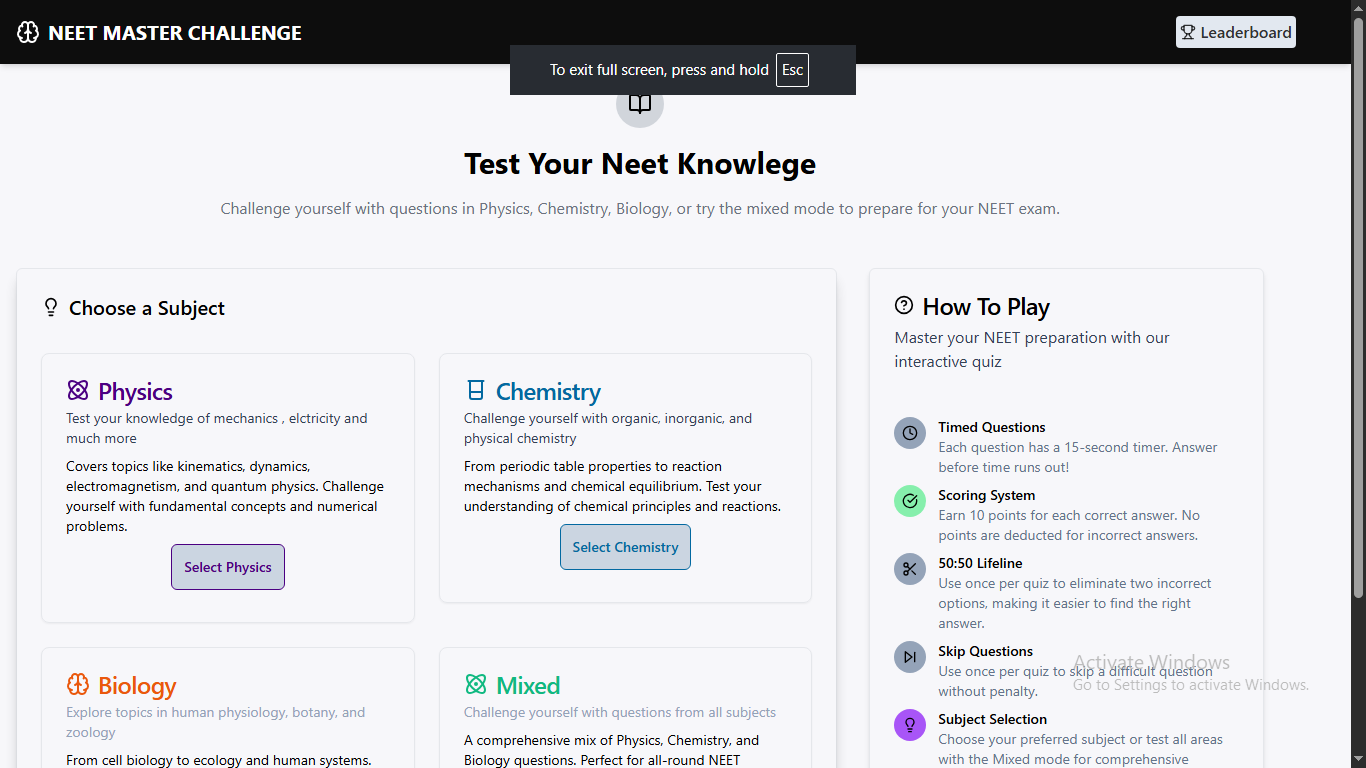 NEET MASTER CHALLENGE
Leaderboard
To exit full screen, press and hold Esc
Test Your Neet Knowlege
Challenge yourself with questions in Physics, Chemistry, Biology, or try the mixed mode to prepare for your NEET exam.
Choose a Subject
Physics
Test your knowledge of mechanics , elctricity and
much more
Covers topics like kinematics, dynamics,
electromagnetism, and quantum physics. Challenge
yourself with fundamental concepts and numerical
problems.
Select Physics
Chemistry
Challenge yourself with organic, inorganic, and
physical chemistry
From periodic table properties to reaction
mechanisms and chemical equilibrium. Test your
understanding of chemical principles and reactions.
Select Chemistry
Biology
Explore topics in human physiology, botany, and
zoology
From cell biology to ecology and human systems.
Mixed
Challenge yourself with questions from all subjects
A comprehensive mix of Physics, Chemistry, and
Biology questions. Perfect for all-round NEET
How To Play
Master your NEET preparation with our
interactive quiz
Timed Questions
Each question has a 15-second timer. Answer
before time runs out!
Scoring System
Earn 10 points for each correct answer. No
points are deducted for incorrect answers.
50:50 Lifeline
Use once per quiz to eliminate two incorrect
options, making it easier to find the right
answer.
Skip Questions
Use once per quiz to skip a difficult question
without penalty.
Subject Selection
Choose your preferred subject or test all areas
with the Mixed mode for comprehensive
Activate Windows
Go to Settings to activate Windows.